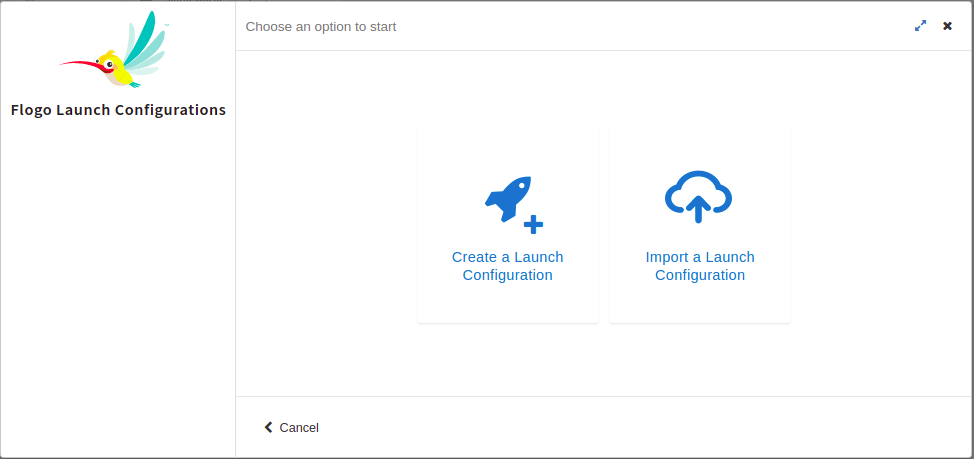 Choose an option to start
Flogo Launch Configurations
Create a Launch
Configuration
Import a Launch
Configuration
Cancel